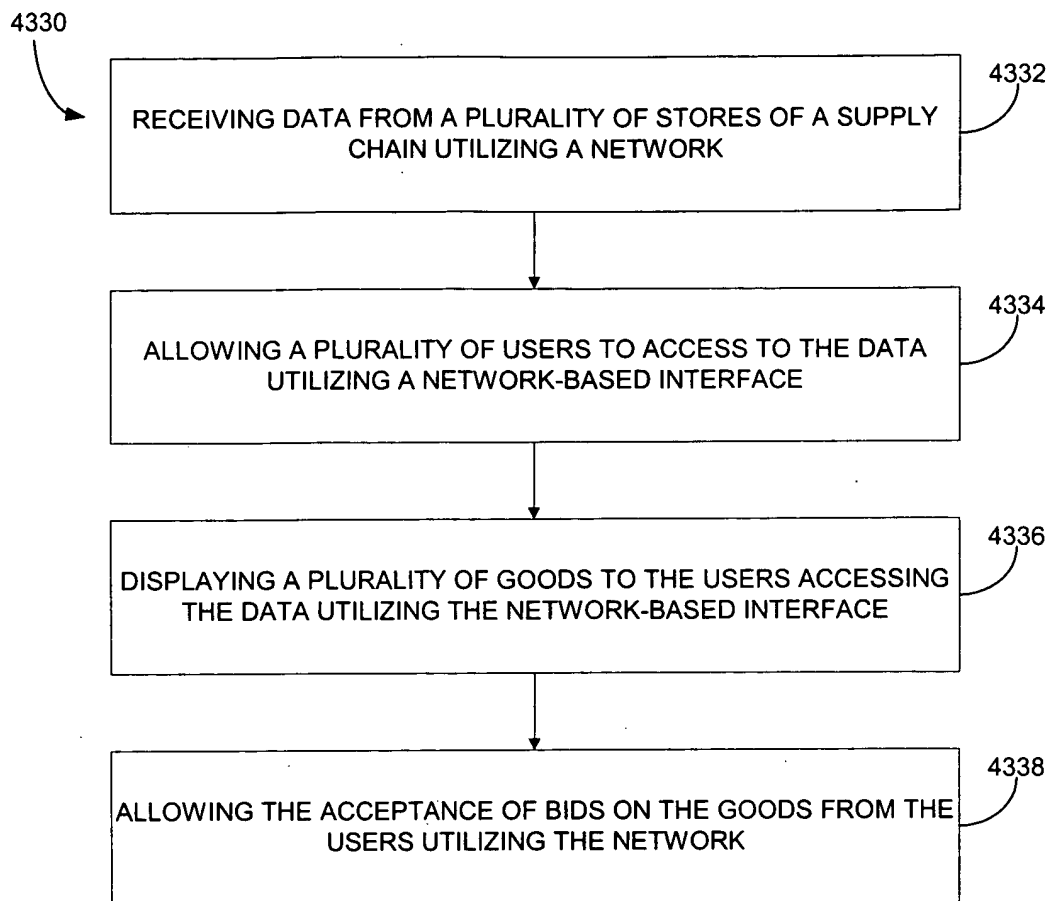 4330
4332
RECEIVING DATA FROM A PLURALITY OF STORES OF A SUPPLY
CHAIN UTILIZING A NETWORK
4334
ALLOWING A PLURALITY OF USERS TO ACCESS TO THE DATA
UTILIZING A NETWORK-BASED INTERFACE
4336
DISPLAYING A PLURALITY OF GOODS TO THE USERS ACCESSING
THE DATA UTILIZING THE NETWORK-BASED INTERFACE
4338
ALLOWING THE ACCEPTANCE OF BIDS ON THE GOODS FROM THE
USERS UTILIZING THE NETWORK